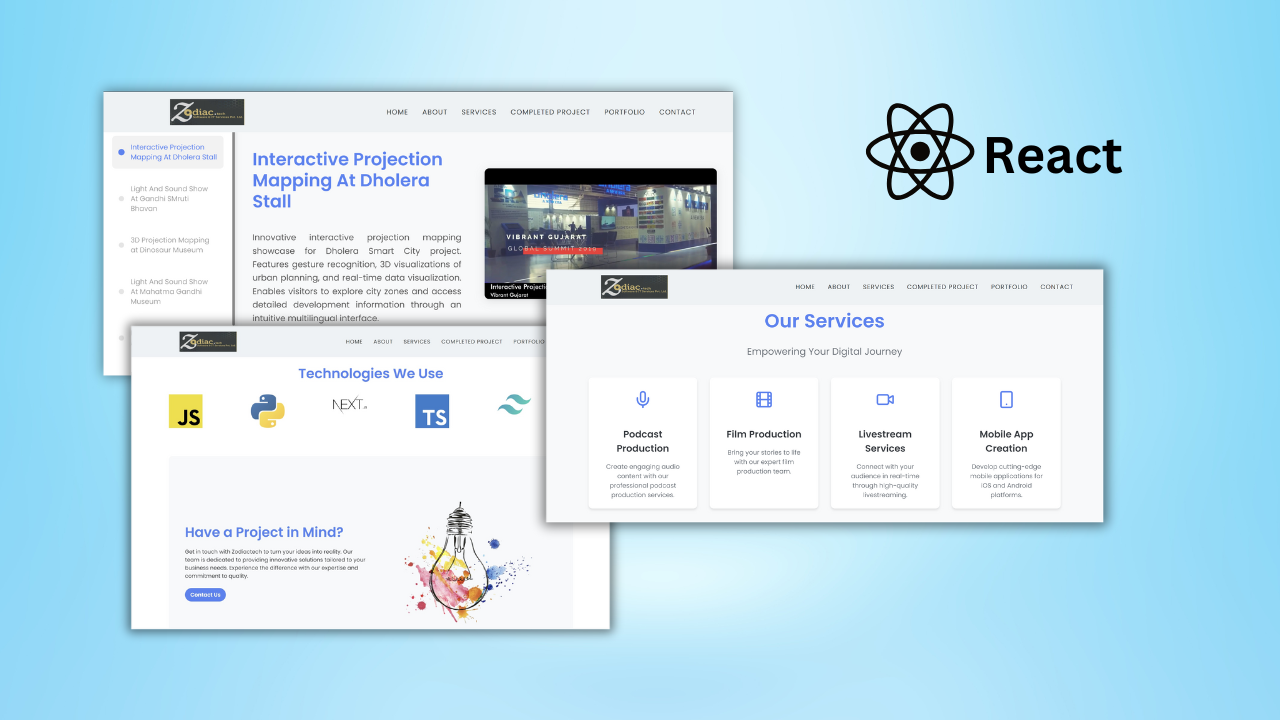 Zodiac
HOME ABOUT SERVICES COMPLETED PROJECT PORTFOLIO CONTACT
Interactive Projection
Mapping At Dholera Stall
Light And Sound Show
At Gandhi SMruti
Bhavan
3D Projection Mapping
at Dinosaur Museum
Light And Sound Show
At Mahatma Gandhi
Museum
Interactive Projection
Mapping At Dholera
Stall
Innovative interactive projection mapping
showcase for Dholera Smart City project.
Features gesture recognition, 3D visualizations of
urban planning, and real-time data visualization.
Enables visitors to explore city zones and access
detailed development information through an
intuitive multilingual interface.
VIBRANT GUJARAT
GLOBAL SUMMIT 2019
Interactive Projection
Vibrant Gujarat
React
Zodiac
HOME ABOUT SERVICES COMPLETED PROJECT PORTFOLIO CONTACT
Our Services
Empowering Your Digital Journey
Podcast
Production
Create engaging audio
content with our
professional podcast
production services.
Film Production
Bring your stories to life
with our expert film
production team.
Livestream
Services
Connect with your
audience in real-time
through high-quality
livestreaming.
Mobile App
Creation
Develop cutting-edge
mobile applications for
iOS and Android
platforms.
Zodiac
HOME ABOUT SERVICES COMPLETED PROJECT PORTFOLIO
Technologies We Use
JS
NEXT.JS
TS
Have a Project in Mind?
Get in touch with Zodiactech to turn your ideas into reality. Our
team is dedicated to providing innovative solutions tailored to your
business needs. Experience the difference with our expertise and
commitment to quality.
Contact Us